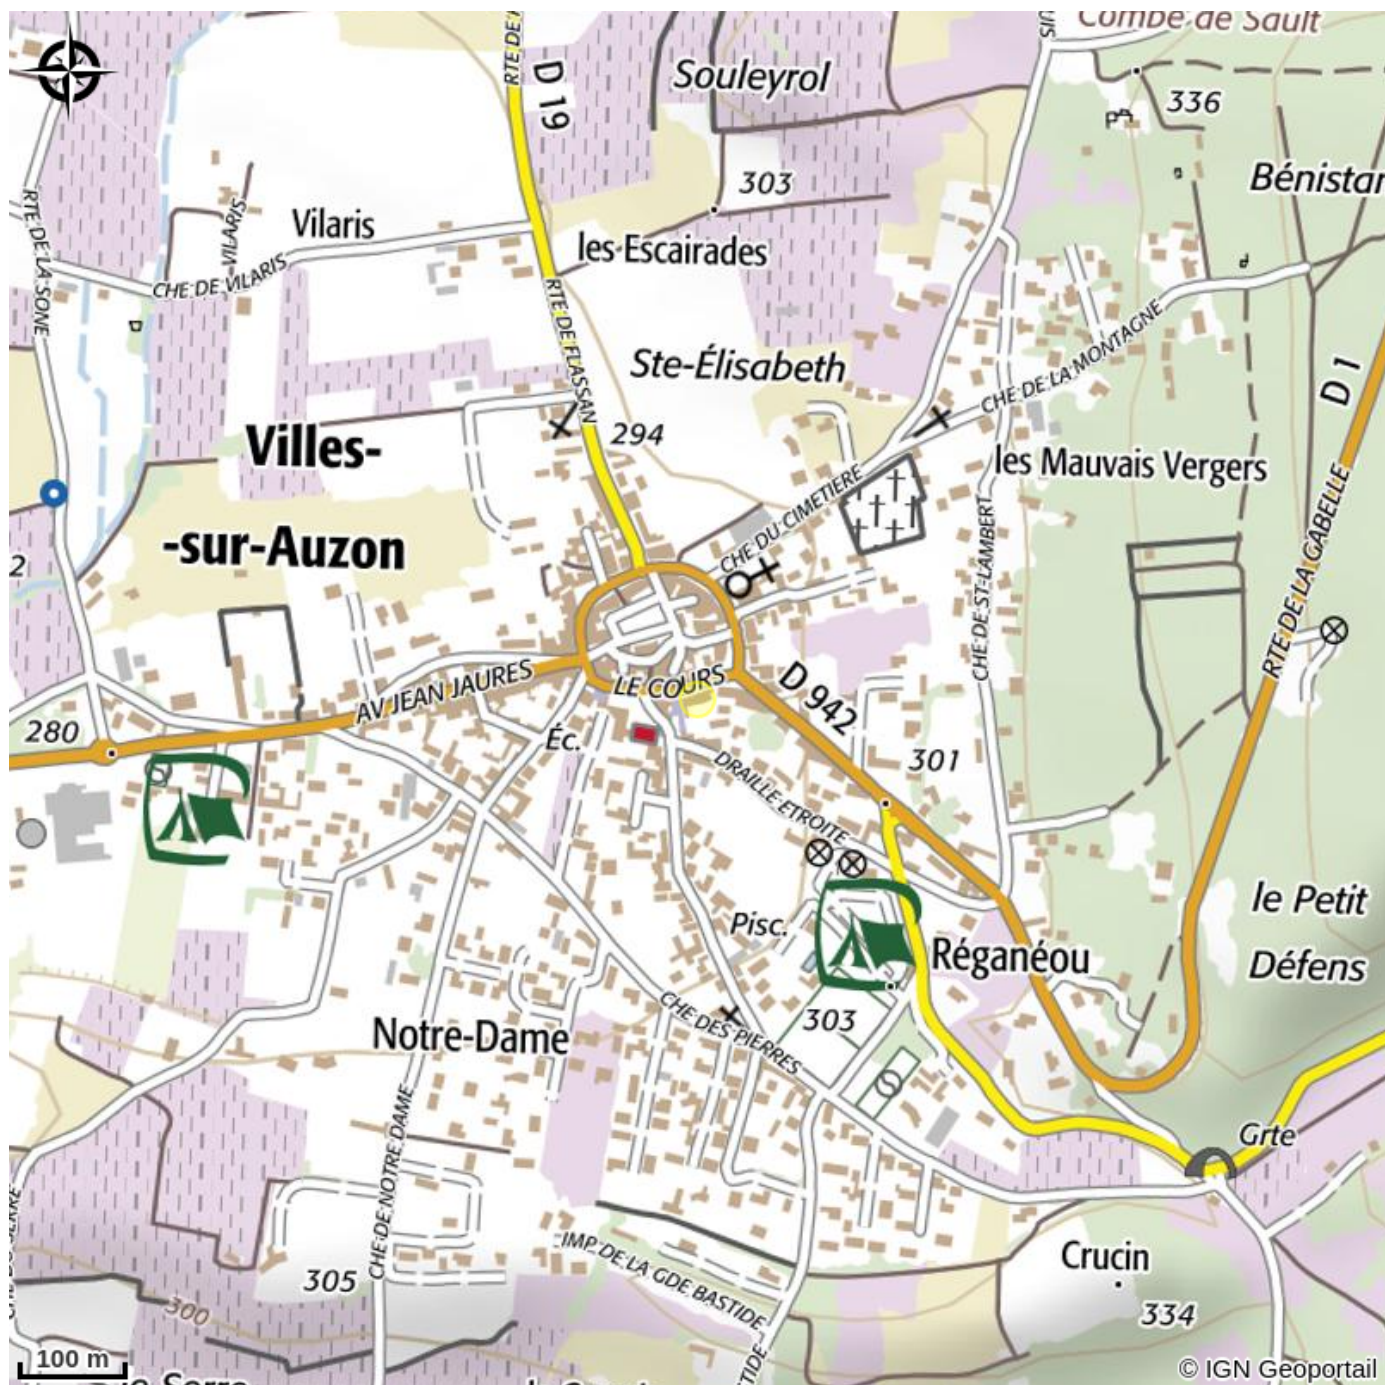 Combe de Sault
RTE DE
D 19
Souleyrol
336
303
Bénistar
Vilaris
VILARIS
RTE DE LA SONE
les Escairades
CHE DE VILARIS
RTE DE FLASSAN
Ste-Élisabeth
CHE DE LA MONTAGNE
D 1
294
Villes-
les Mauvais Vergers
CHE DU CIMETIERE
-sur-Auzon
2
CHE DE ST-LAMBERT
RTE DE LA GABELLE
AV JEAN JAURES
LE COURS
D 942
280
Éc.
301
DRAILLE ETROITE
le Petit
Défens
Pisc.
Réganéou
303
CHE DES PIERRES
Notre-Dame
CHE DE NOTRE DAME
Grte
IMP DE LA GDE BASTIDE
Crucin
305
300
334
100 m
© IGN Geoportail